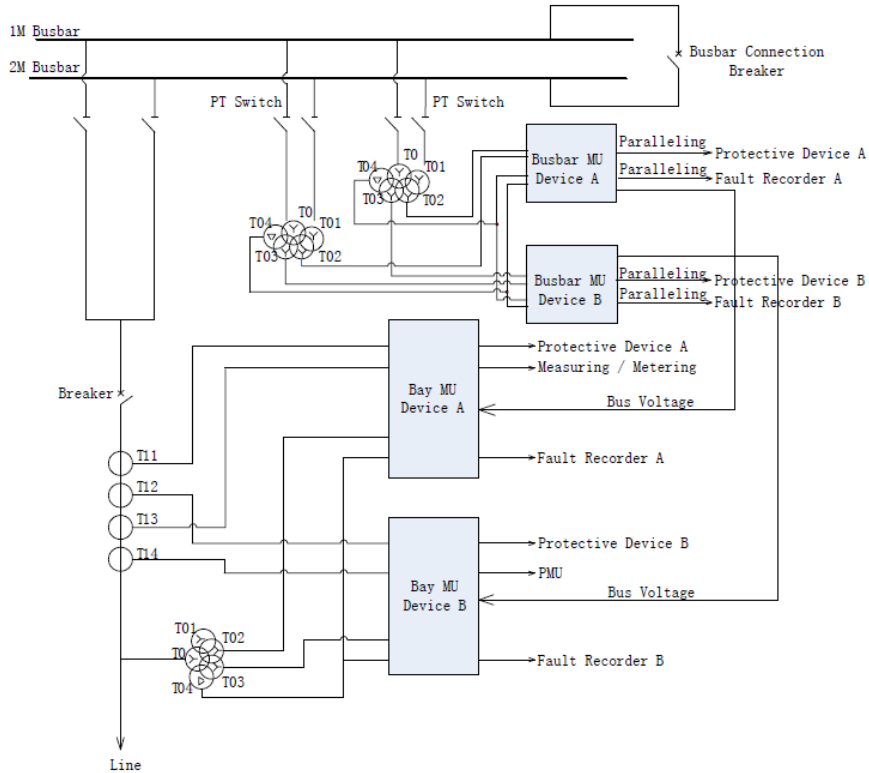 1M Busbar
2M Busbar
Busbar Connection
Breaker
PT Switch
PT Switch
T0
T04
T01
T03
T02
T0
T04
T01
T03
T02
Busbar MU
Device A
Paralleling
Protective Device A
Paralleling
Fault Recorder A
Busbar MU
Device B
Paralleling
Protective Device B
Paralleling
Fault Recorder B
Breaker
Bay MU
Device A
Protective Device A
Measuring / Metering
Bus Voltage
Fault Recorder A
T11
T12
T13
T14
Bay MU
Device B
Protective Device B
PMU
Bus Voltage
Fault Recorder B
T01
T02
T0
T03
T04
Line